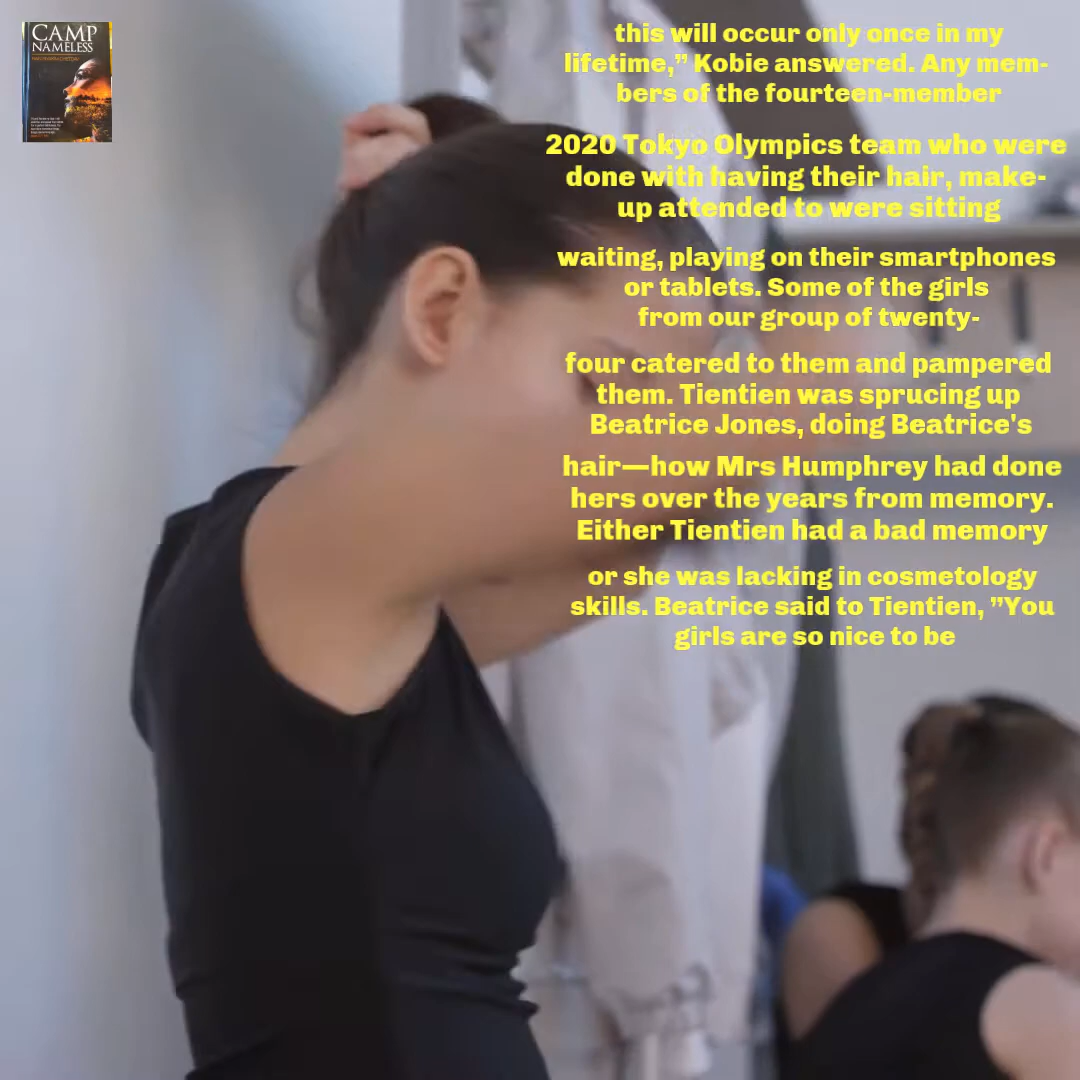 CAMP
NAMELESS
this will occur only once in my
lifetime,” Kobie answered. Any mem-
bers of the fourteen-member
2020 Tokyo Olympics team who were
done with having their hair, make-
up attended to were sitting
waiting, playing on their smartphones
or tablets. Some of the girls
from our group of twenty-
four catered to them and pampered
them. Tientien was sprucing up
Beatrice Jones, doing Beatrice's
hair—how Mrs Humphrey had done
hers over the years from memory.
Either Tientien had a bad memory
or she was lacking in cosmetology
skills. Beatrice said to Tientien, ”You
girls are so nice to be